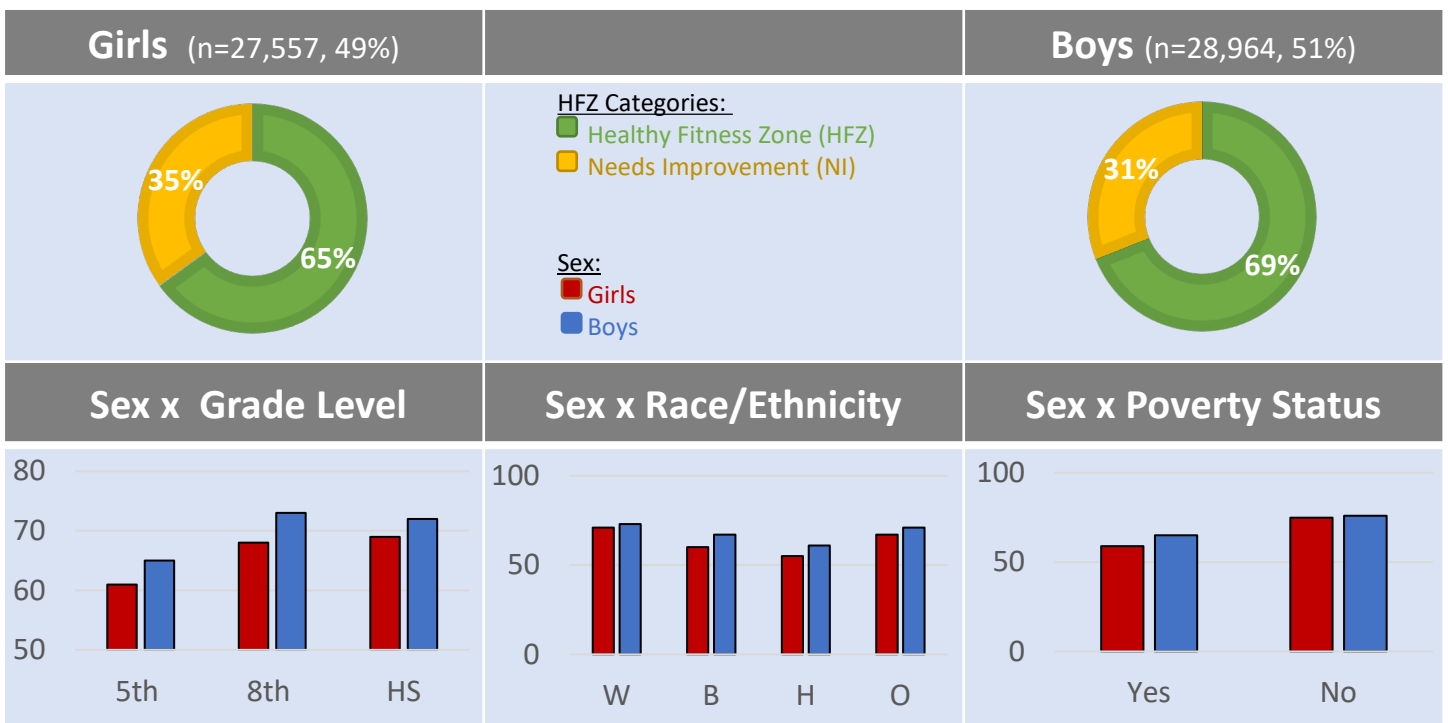 Girls (n=27,557, 49%)
Boys (n=28,964, 51%)
35%
65%
HFZ Categories:
Healthy Fitness Zone (HFZ)
Needs Improvement (NI)
Sex:
Girls
Boys
31%
69%
Sex x Grade Level
Sex x Race/Ethnicity
Sex x Poverty Status
80
70
60
50
5th 8th HS
100
50
0
W B H O
100
50
0
Yes No